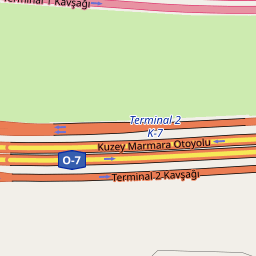 Terminal 1 Kavşağı
Terminal 2
K-7
Kuzey Marmara Otoyolu
O-7
Terminal 2 Kavşağı